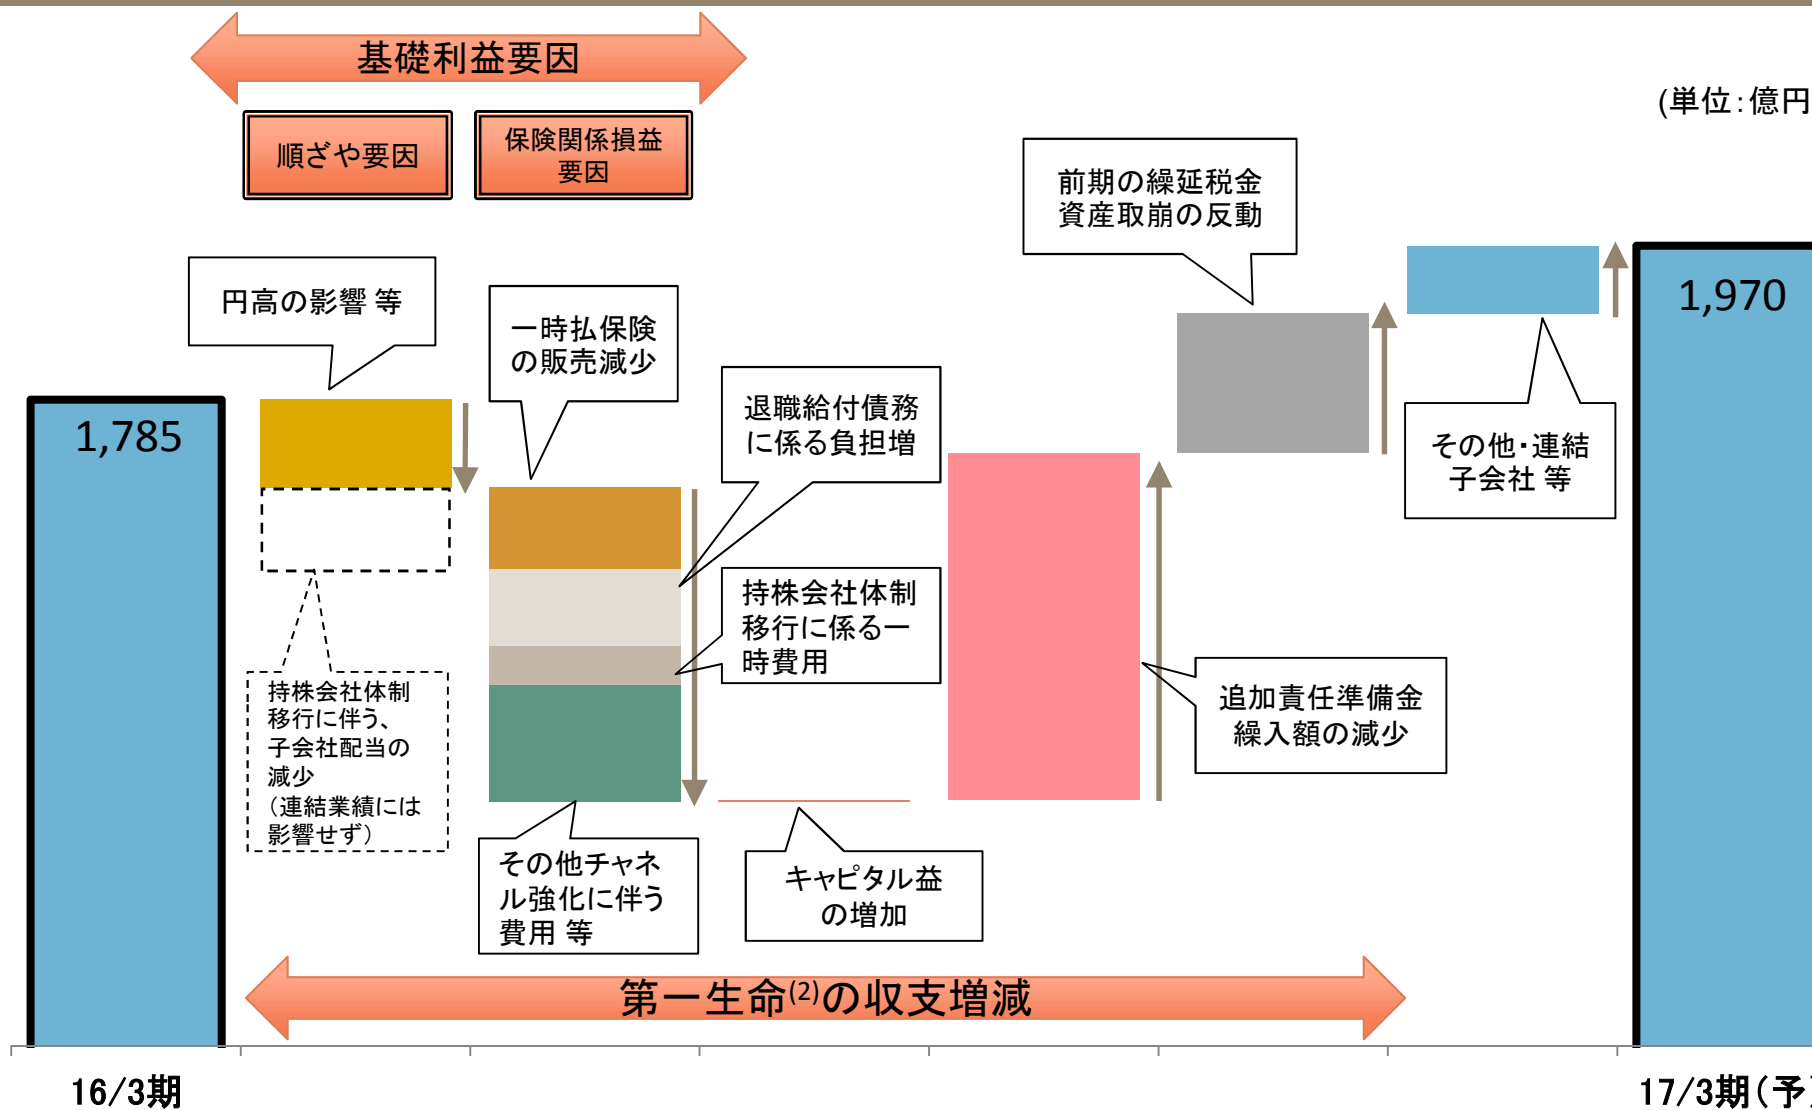 基礎利益要因
(単位：億円
順ざや要因
保険関係損益
要因
前期の繰延税金
資産取崩の反動
円高の影響 等
一時払保険
の販売減少
1,970
1,785
退職給付債務
に係る負担増
その他・連結
子会社 等
持株会社体制
移行に係る一
時費用
持株会社体制
移行に伴う、
子会社配当の
減少
（連結業績には
影響せず）
追加責任準備金
繰入額の減少
その他チャネ
ル強化に伴う
費用 等
キャピタル益
の増加
第一生命(2)の収支増減
16/3期
17/3期（予